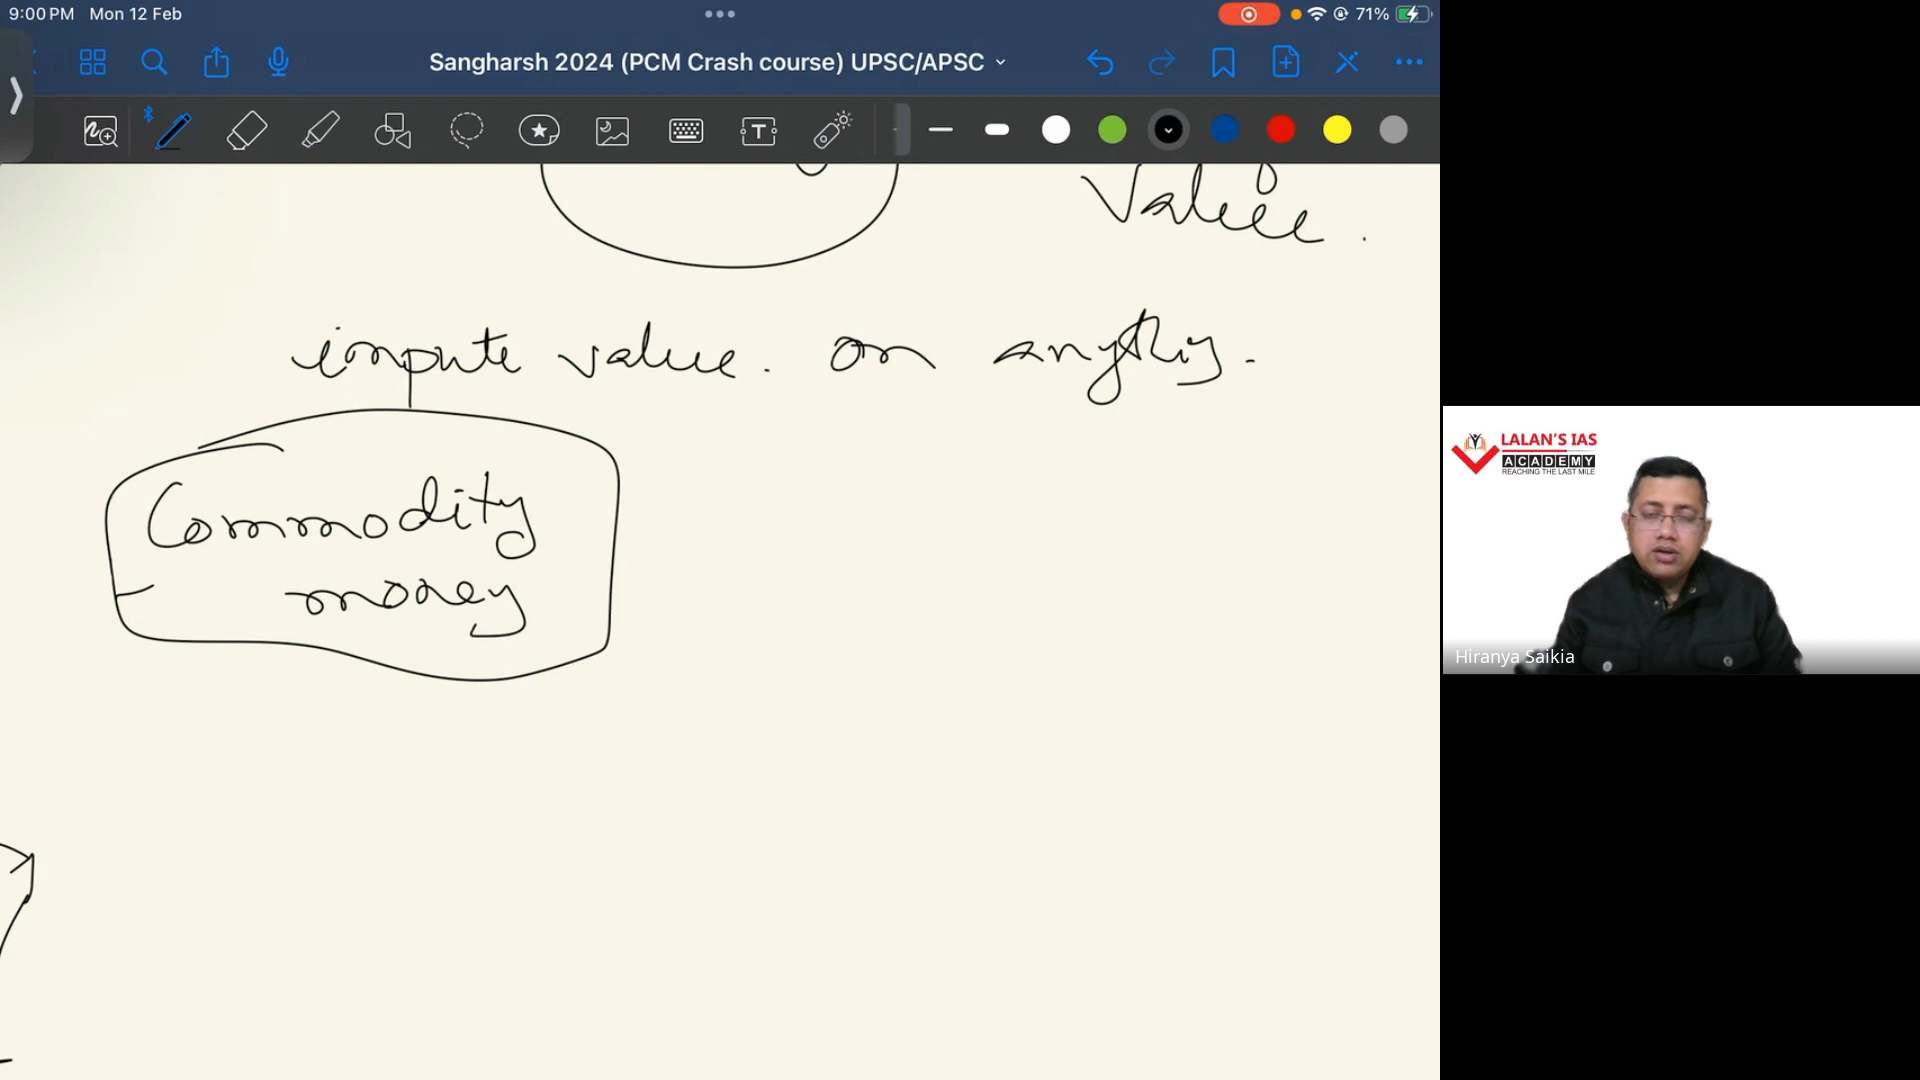 9:00 PM Mon 12 Feb
71%
Sangharsh 2024 (PCM Crash course) UPSC/APSC
T
Value.
impute value. on anythig.
Commodity
money
LALAN'S IAS
ACADEMY
REACHING THE LAST MILE
Hiranya Saikia